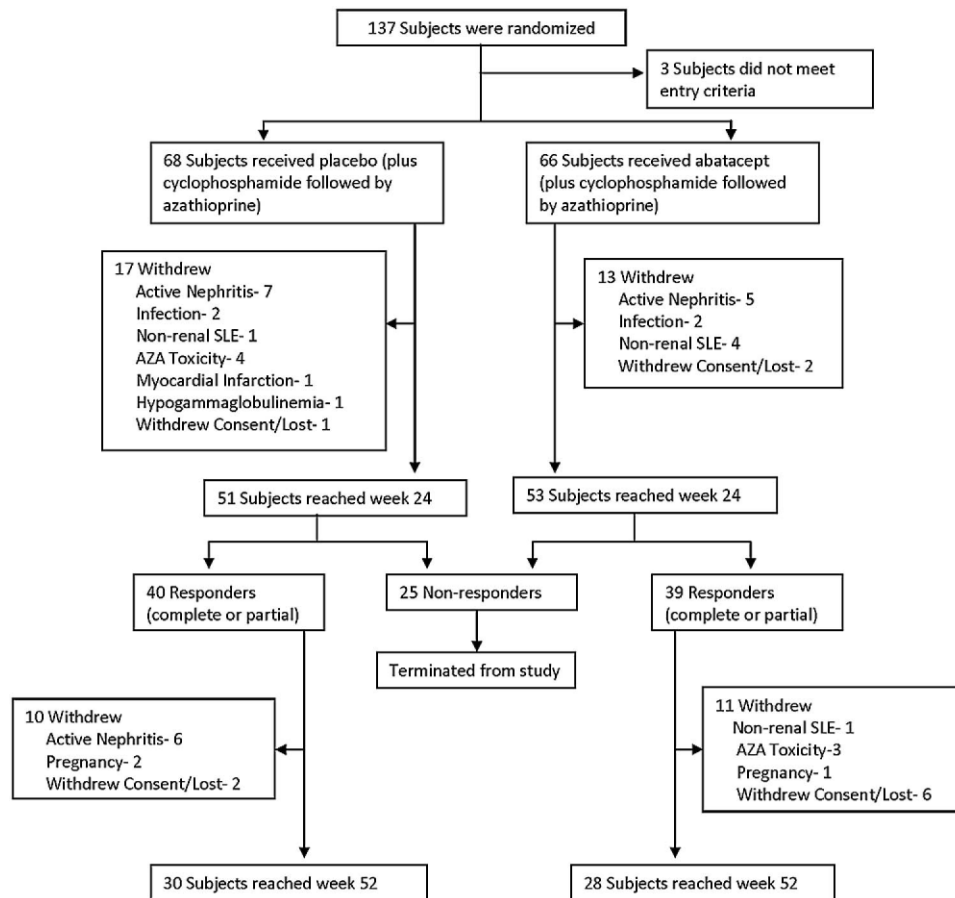 137 Subjects were randomized
3 Subjects did not meet
entry criteria
68 Subjects received placebo (plus
cyclophosphamide followed by
azathioprine)
66 Subjects received abatacept
(plus cyclophosphamide followed
by azathioprine)
17 Withdrew
Active Nephritis- 7
Infection- 2
Non-renal SLE- 1
AZA Toxicity- 4
Myocardial Infarction- 1
Hypogammaglobulinemia- 1
Withdrew Consent/Lost- 1
13 Withdrew
Active Nephritis- 5
Infection- 2
Non-renal SLE- 4
Withdrew Consent/Lost- 2
51 Subjects reached week 24
53 Subjects reached week 24
40 Responders
(complete or partial)
25 Non-responders
39 Responders
(complete or partial)
Terminated from study
10 Withdrew
Active Nephritis- 6
Pregnancy- 2
Withdrew Consent/Lost- 2
11 Withdrew
Non-renal SLE- 1
AZA Toxicity-3
Pregnancy- 1
Withdrew Consent/Lost- 6
30 Subjects reached week 52
28 Subjects reached week 52